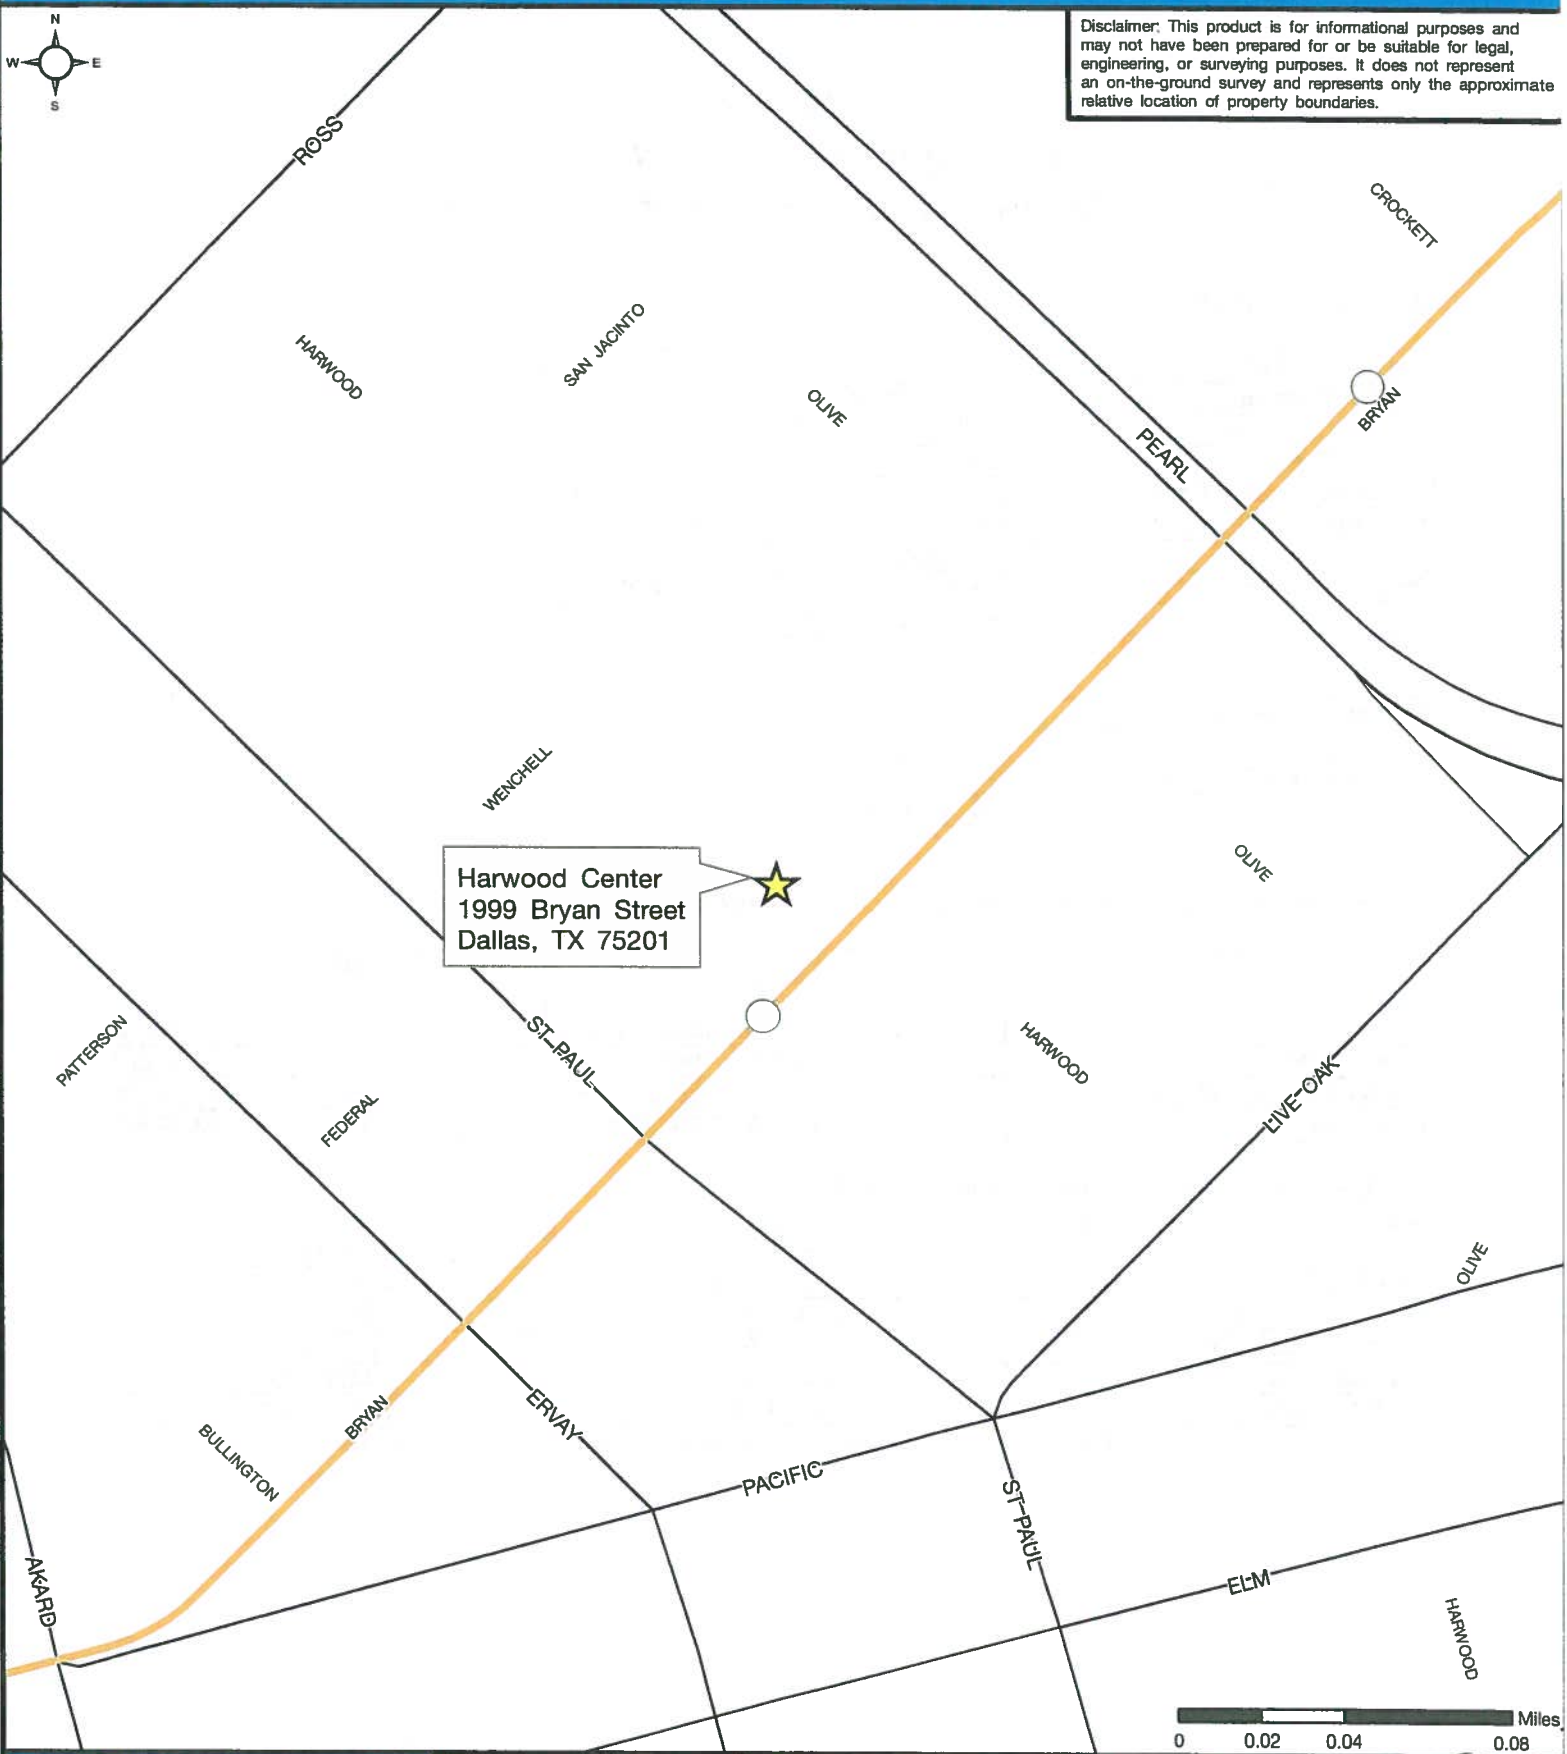 N
W E
S
Disclaimer: This product is for informational purposes and
may not have been prepared for or be suitable for legal,
engineering, or surveying purposes. It does not represent
an on-the-ground survey and represents only the approximate
relative location of property boundaries.
ROSS
CROCKETT
HARWOOD
SAN JACINTO
OLIVE
BRYAN
PEARL
WENCHELL
OLIVE
Harwood Center
1999 Bryan Street
Dallas, TX 75201
PATTERSON
ST PAUL
HARWOOD
FEDERAL
LIVE OAK
OLIVE
BRYAN
ERVAY
BULLINGTON
PACIFIC
ST PAUL
AKARD
ELM
HARWOOD
Miles
0 0.02 0.04 0.08